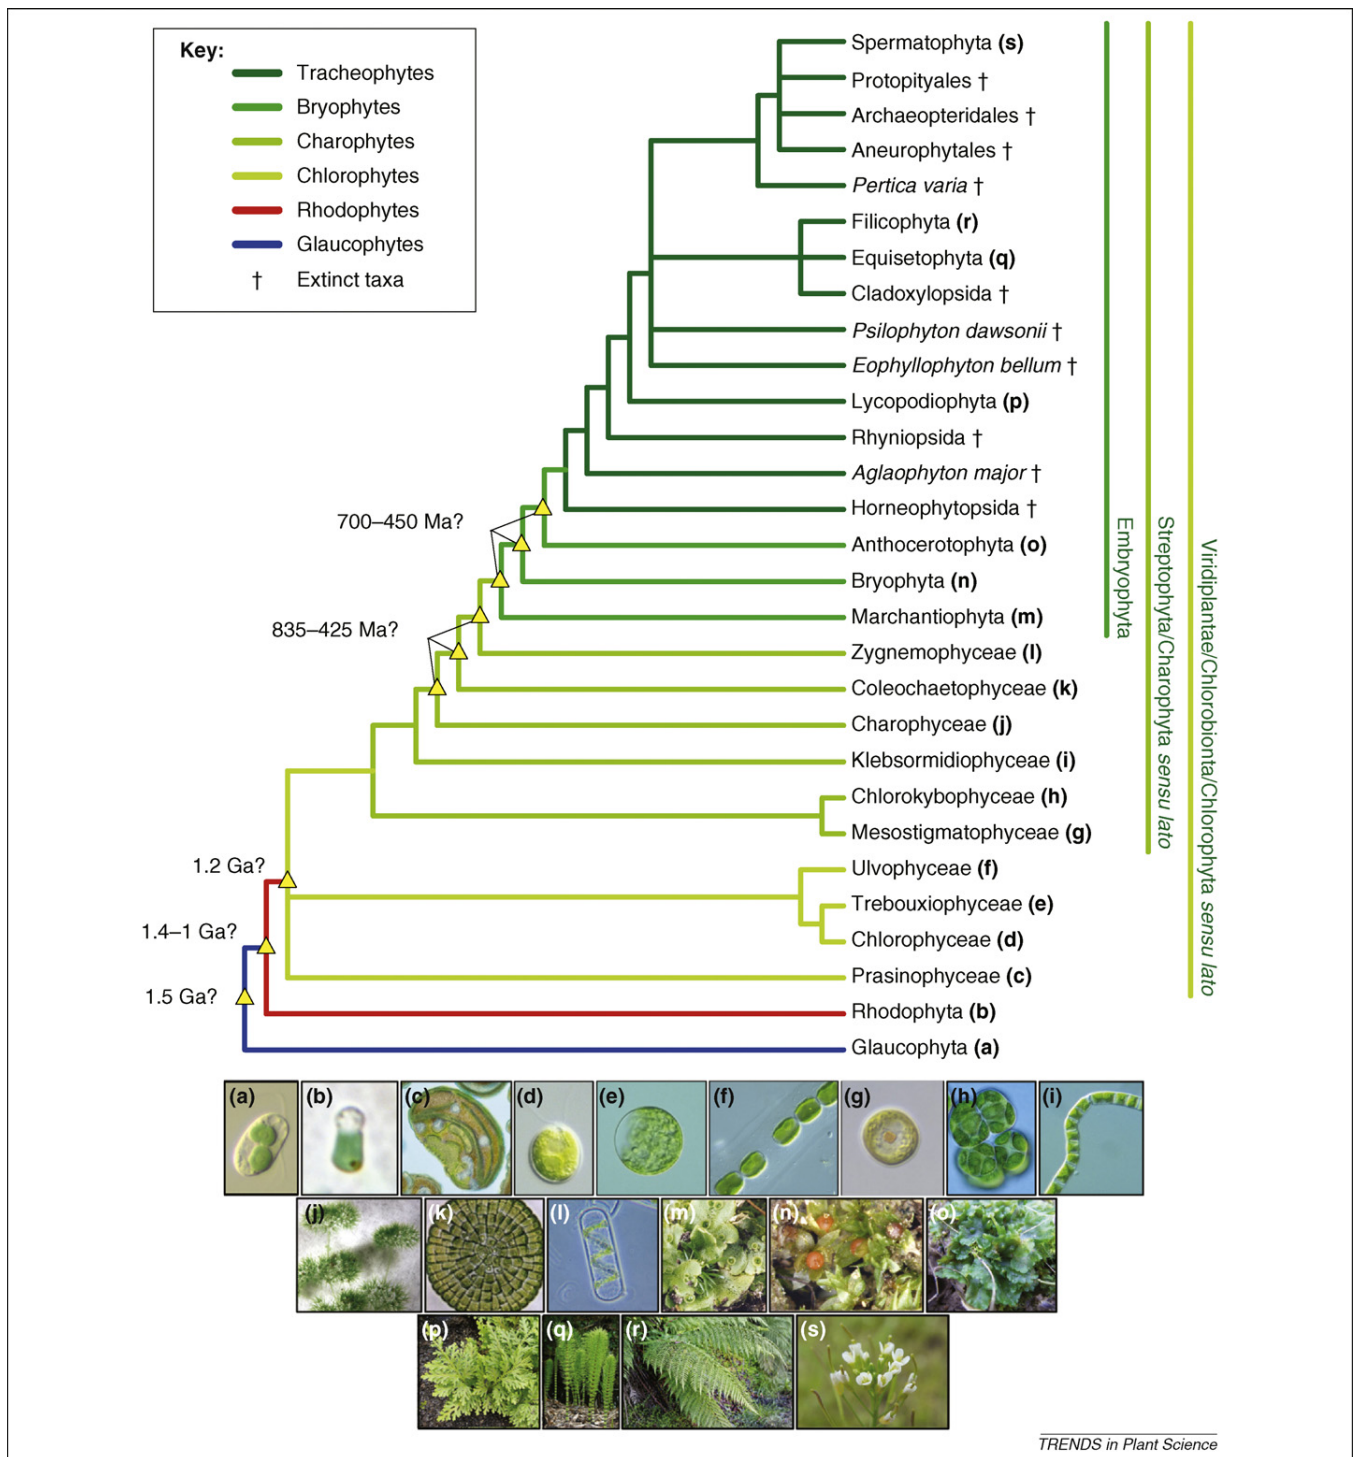 Key:
Tracheophytes
Bryophytes
Charophytes
Chlorophytes
Rhodophytes
Glaucophytes
† Extinct taxa
Spermatophyta (s)
Protopityales †
Archaeopteridales †
Aneurophytales †
Pertica varia †
Filicophyta (r)
Equisetophyta (q)
Cladoxylopsida †
Psilophyton dawsonii †
Eophyllophyton bellum †
Lycopodiophyta (p)
Rhyniopsida †
Aglaophyton major †
Horneophytopsida †
Anthocerotophyta (o)
Bryophyta (n)
Marchantiophyta (m)
Zygnemophyceae (l)
Coleochaetophyceae (k)
Charophyceae (j)
Klebsormidiophyceae (i)
Chlorokybophyceae (h)
Mesostigmatophyceae (g)
Ulvophyceae (f)
Trebouxiophyceae (e)
Chlorophyceae (d)
Prasinophyceae (c)
Rhodophyta (b)
Glaucophyta (a)
700–450 Ma?
835–425 Ma?
1.2 Ga?
1.4–1 Ga?
1.5 Ga?
Embryophyta
Streptophyta/Charophyta sensu lato
Viridiplantae/Chlorobionta/Chlorophyta sensu lato
(a) (b) (c) (d) (e) (f) (g) (h) (i)
(j) (k) (l) (m) (n) (o)
(p) (q) (r) (s)
TRENDS in Plant Science